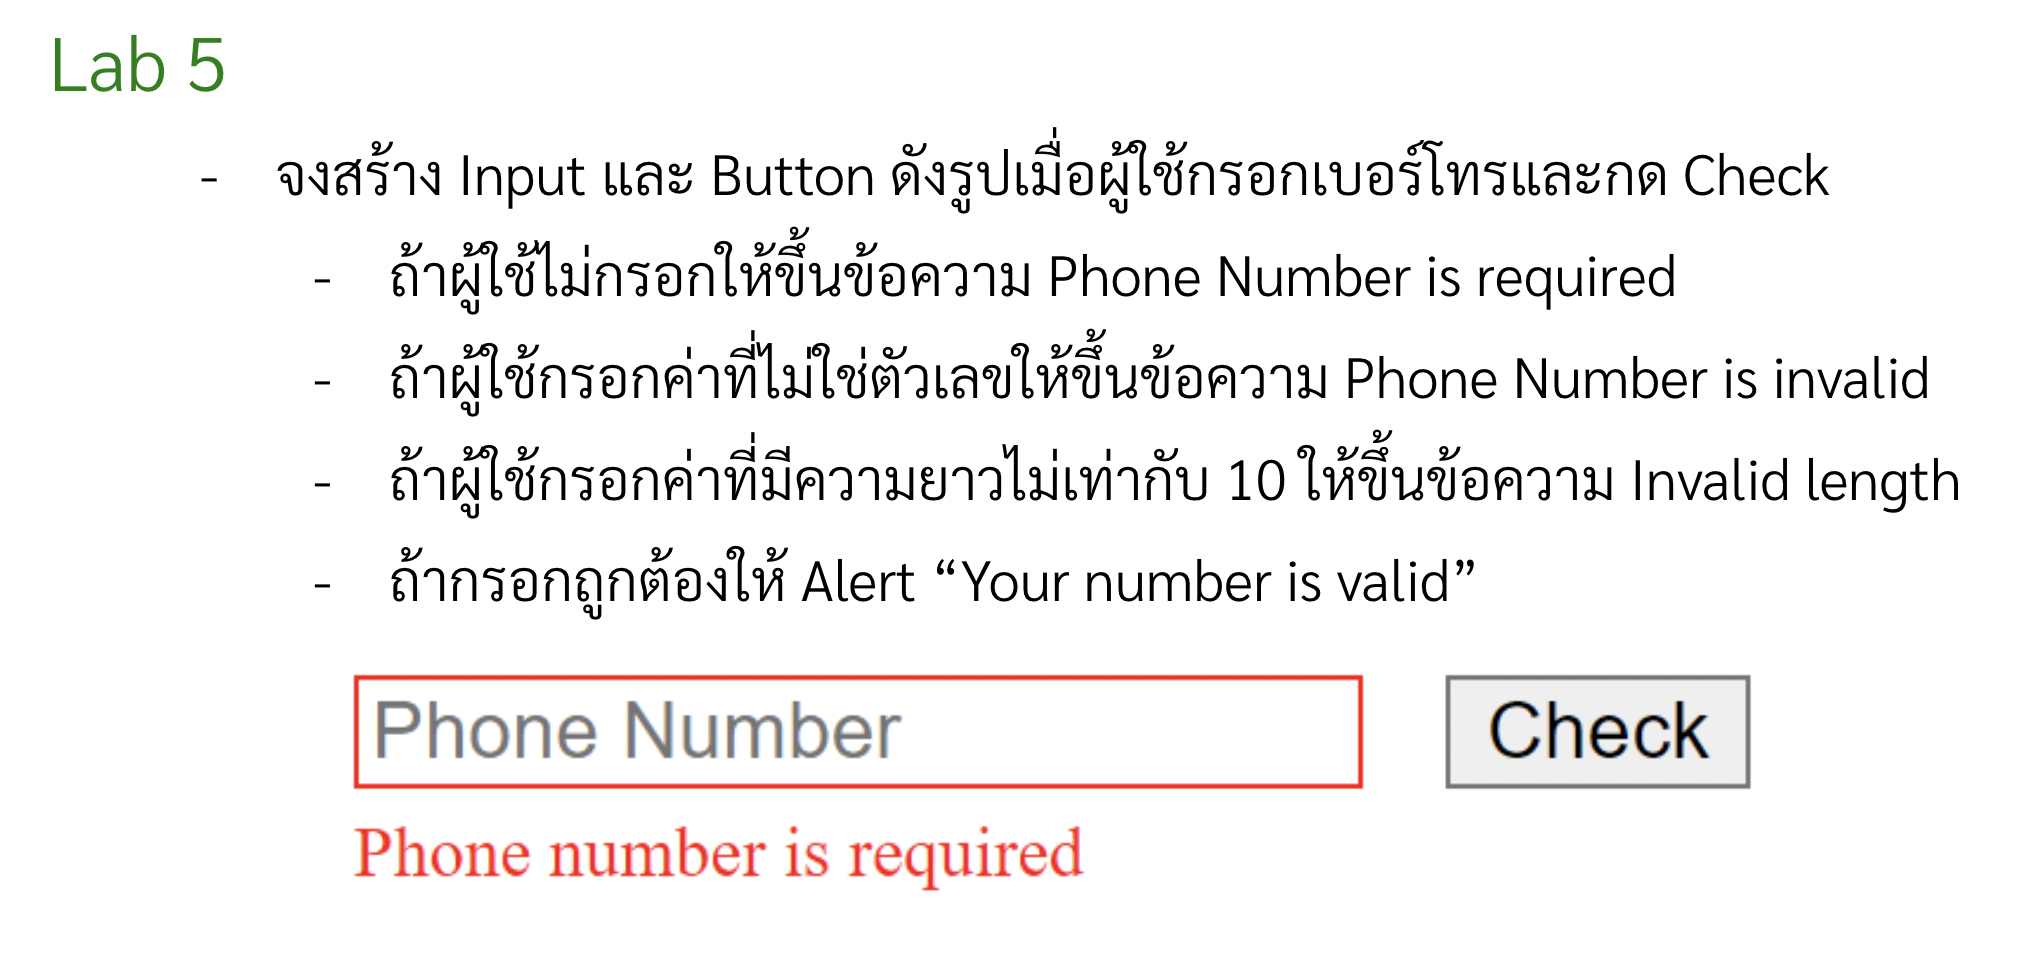 Lab 5
- จงสร้าง Input และ Button ดังรูปเมื่อผู้ใช้กรอกเบอร์โทรและกด Check
- ถ้าผู้ใช้ไม่กรอกให้ขึ้นข้อความ Phone Number is required
- ถ้าผู้ใช้กรอกค่าที่ไม่ใช่ตัวเลขให้ขึ้นข้อความ Phone Number is invalid
- ถ้าผู้ใช้กรอกค่าที่มีความยาวไม่เท่ากับ 10 ให้ขึ้นข้อความ Invalid length
- ถ้ากรอกถูกต้องให้ Alert “Your number is valid”
Phone Number Check
Phone number is required